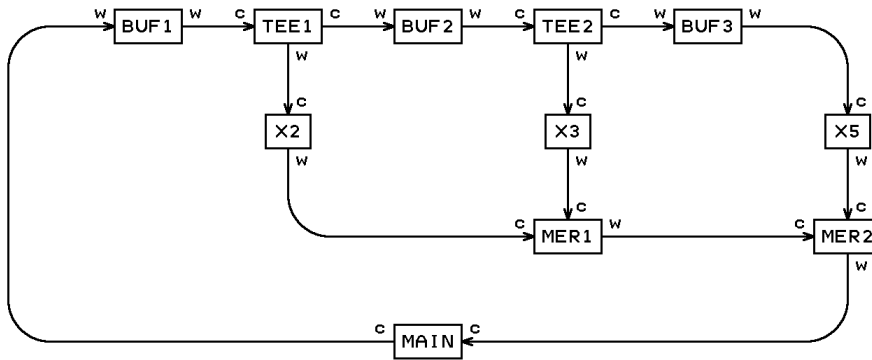 W BUF1 W C TEE1 C W BUF2 W C TEE2 C W BUF3 W
W W
C C C
X2 X3 X5
W W W
C C
C MER1 W C MER2
W
C MAIN C